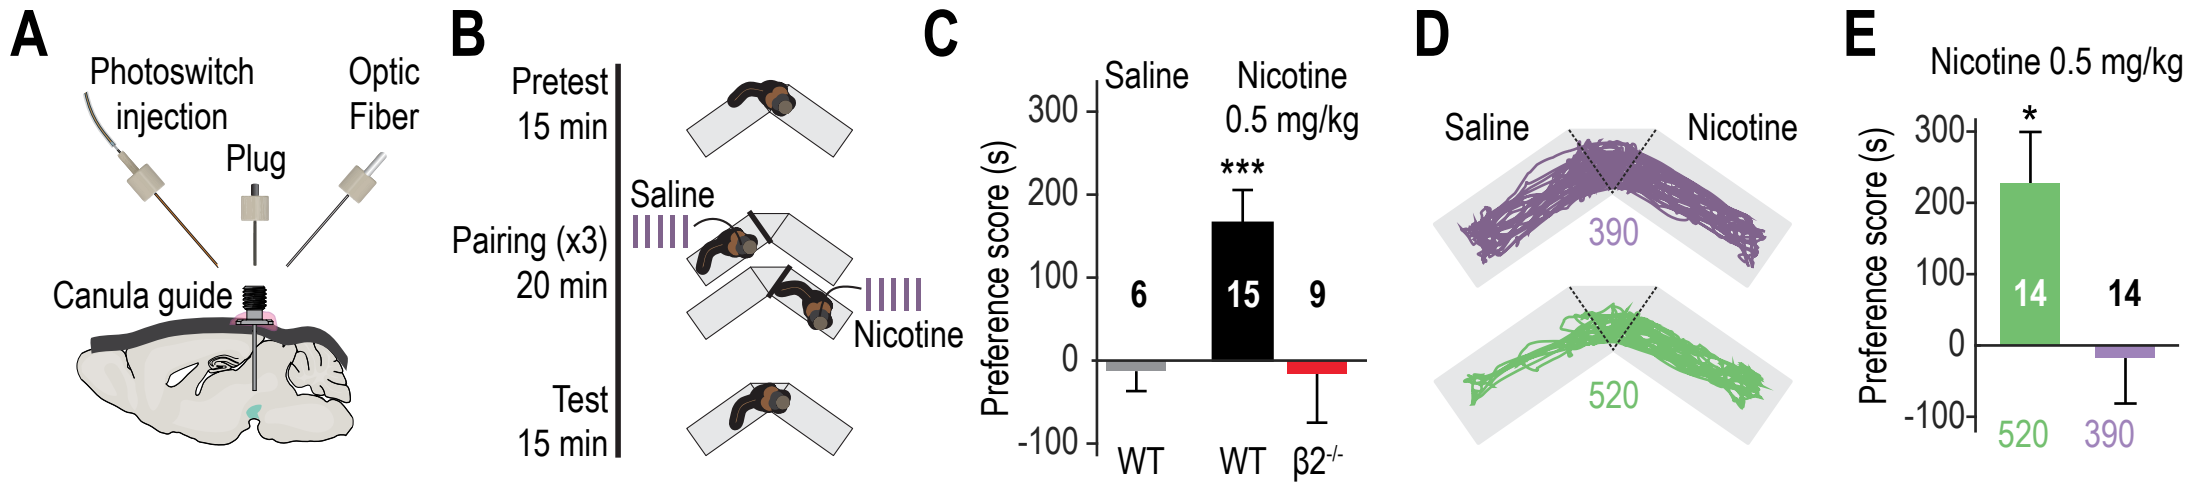 A
Photoswitch
injection
Optic
Fiber
Plug
Canula guide
B
Pretest
15 min
Saline
Pairing (x3)
20 min
Nicotine
Test
15 min
C
Saline
Nicotine
0.5 mg/kg
Preference score (s)
300
200
100
0
-100
***
6
15
9
WT
WT
β2-/-
D
Saline
Nicotine
390
520
E
Nicotine 0.5 mg/kg
Preference score (s)
300
200
100
0
-100
*
14
14
520
390